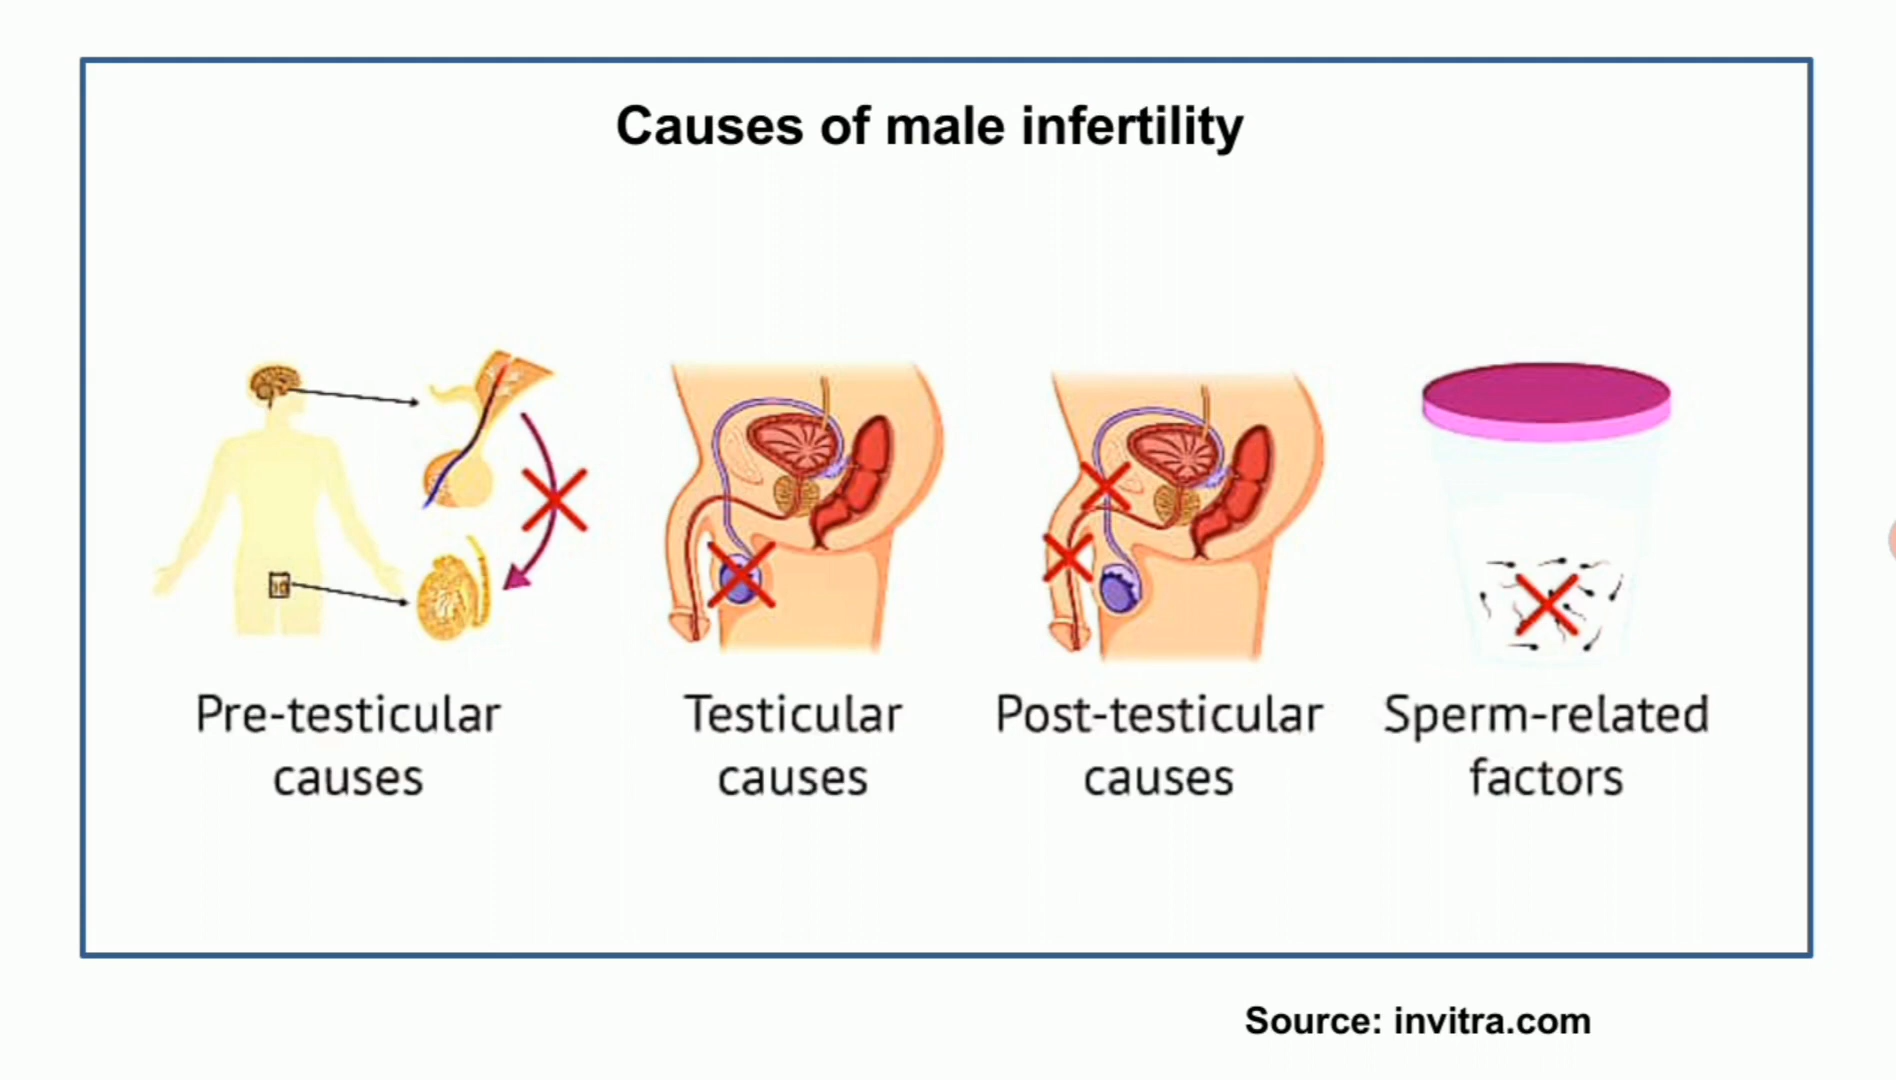 Causes of male infertility
Pre-testicular
causes
Testicular
causes
Post-testicular
causes
Sperm-related
factors
Source: invitra.com